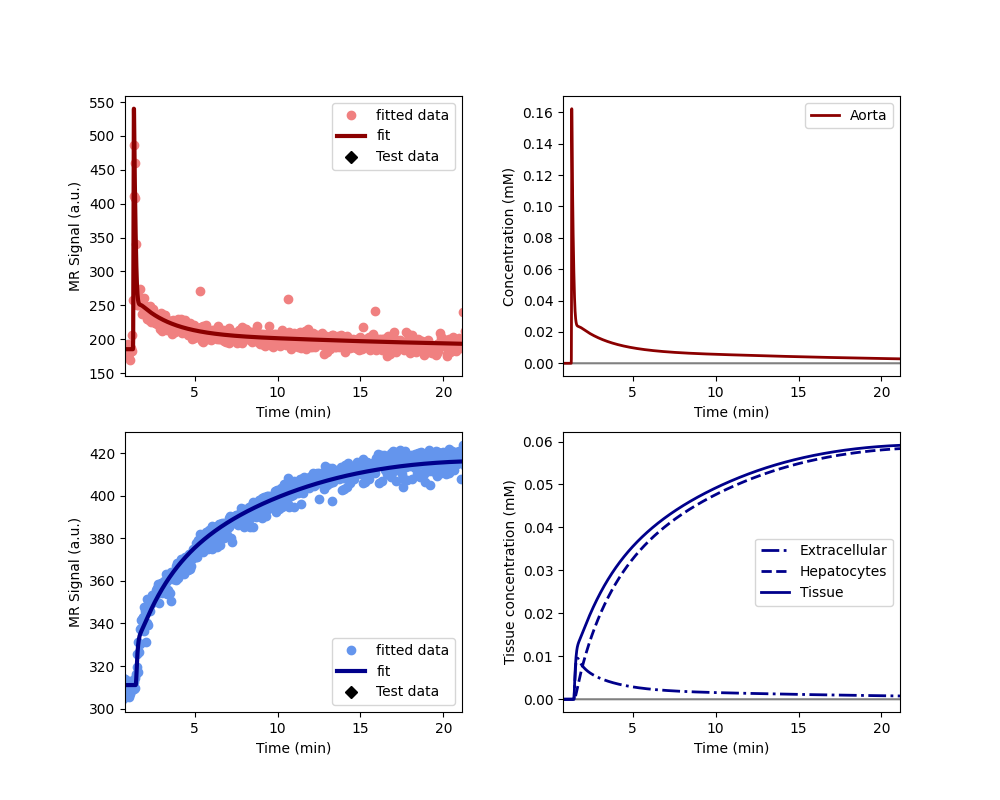 550
500
450
400
350
300
250
200
150
MR Signal (a.u.)
fitted data
fit
Test data
5
10
15
20
Time (min)
0.16
0.14
0.12
0.10
0.08
0.06
0.04
0.02
0.00
Concentration (mM)
Aorta
5
10
15
20
Time (min)
420
400
380
360
340
320
300
MR Signal (a.u.)
fitted data
fit
Test data
5
10
15
20
Time (min)
0.06
0.05
0.04
0.03
0.02
0.01
0.00
Tissue concentration (mM)
Extracellular
Hepatocytes
Tissue
5
10
15
20
Time (min)